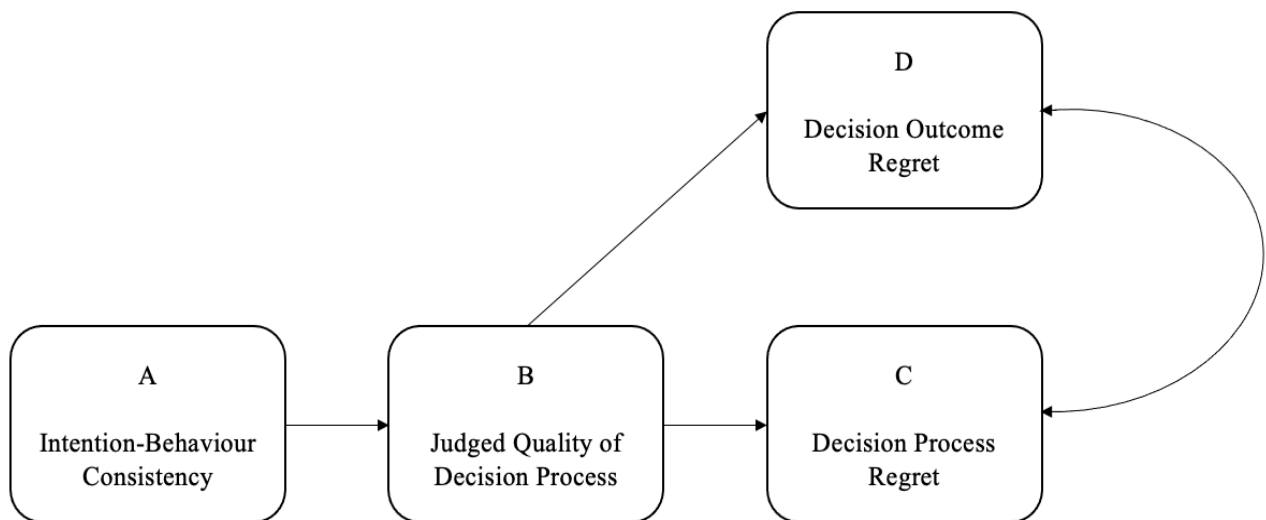 D
Decision Outcome
Regret
A
Intention-Behaviour
Consistency
B
Judged Quality of
Decision Process
C
Decision Process
Regret